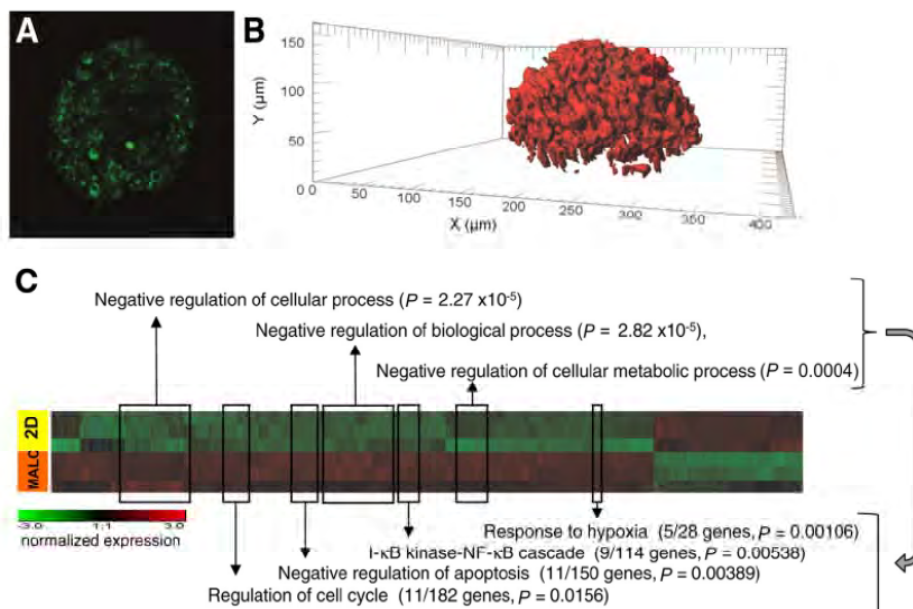 A
B
150
100
50
0
Y (µm)
0
50
100
150
200
250
300
350
400
X (µm)
C
Negative regulation of cellular process (P = 2.27 x10-5)
Negative regulation of biological process (P = 2.82 x10-5),
Negative regulation of cellular metabolic process (P = 0.0004)
2D
MALC
-3.0 1:1 3.0
normalized expression
Response to hypoxia (5/28 genes, P = 0.00106)
I-κB kinase-NF-κB cascade (9/114 genes, P = 0.00538)
Negative regulation of apoptosis (11/150 genes, P = 0.00389)
Regulation of cell cycle (11/182 genes, P = 0.0156)